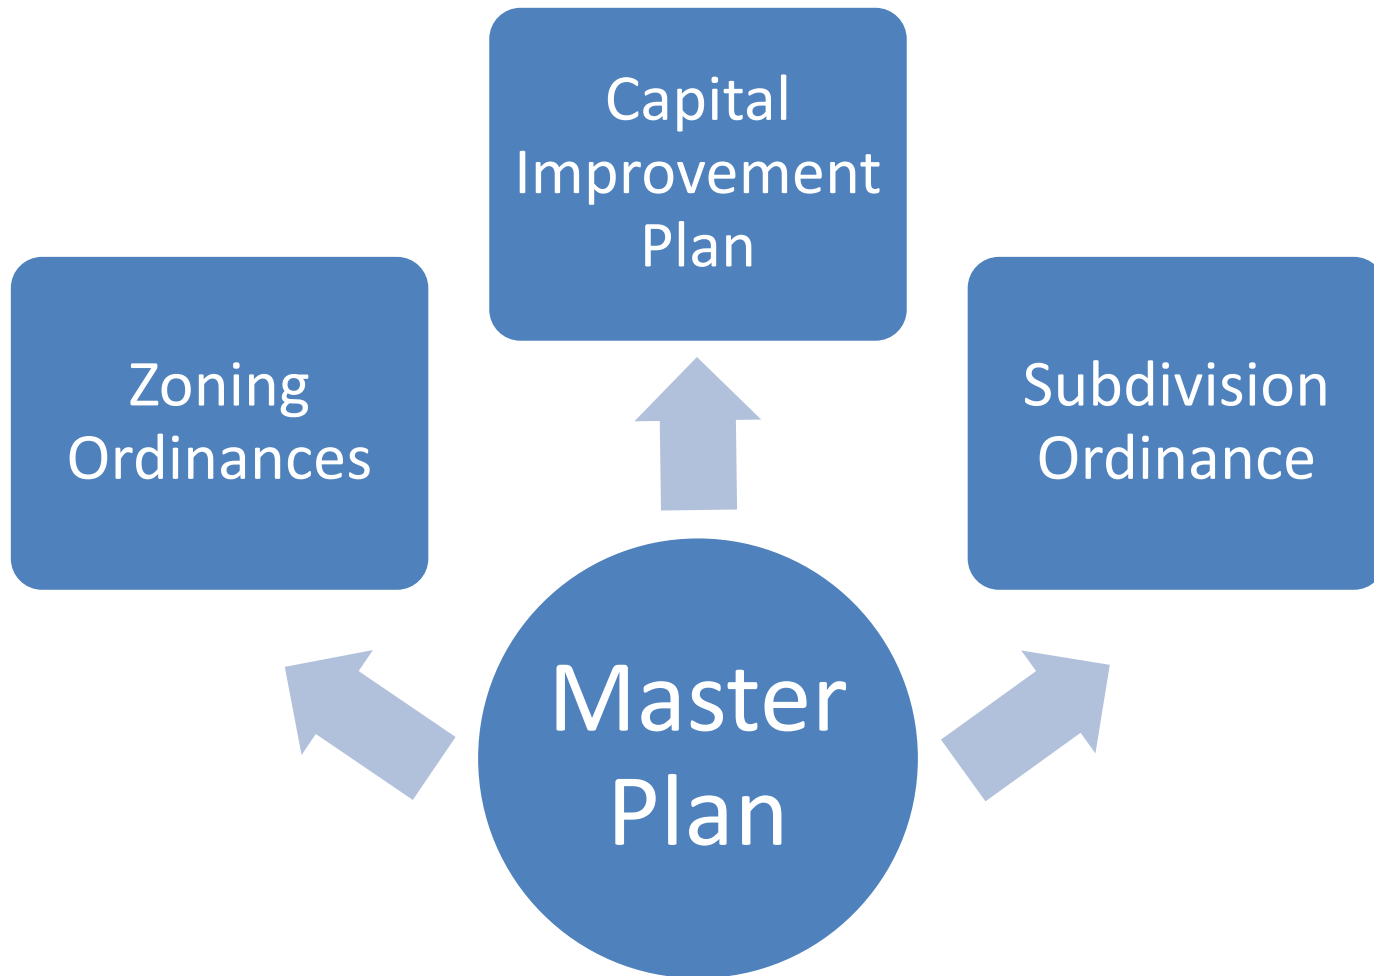 Capital
Improvement
Plan
Zoning
Ordinances
Subdivision
Ordinance
Master
Plan